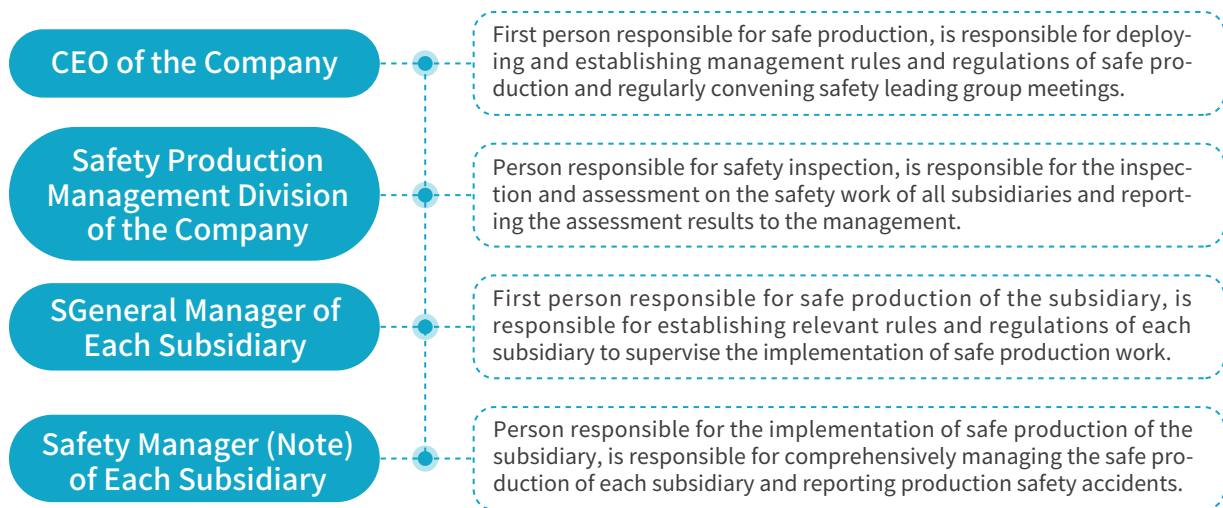 CEO of the Company
First person responsible for safe production, is responsible for deploy-
ing and establishing management rules and regulations of safe pro-
duction and regularly convening safety leading group meetings.
Safety Production
Management Division
of the Company
Person responsible for safety inspection, is responsible for the inspec-
tion and assessment on the safety work of all subsidiaries and report-
ing the assessment results to the management.
SGeneral Manager of
Each Subsidiary
First person responsible for safe production of the subsidiary, is
responsible for establishing relevant rules and regulations of each
subsidiary to supervise the implementation of safe production work.
Safety Manager (Note)
of Each Subsidiary
Person responsible for the implementation of safe production of the
subsidiary, is responsible for comprehensively managing the safe pro-
duction of each subsidiary and reporting production safety accidents.